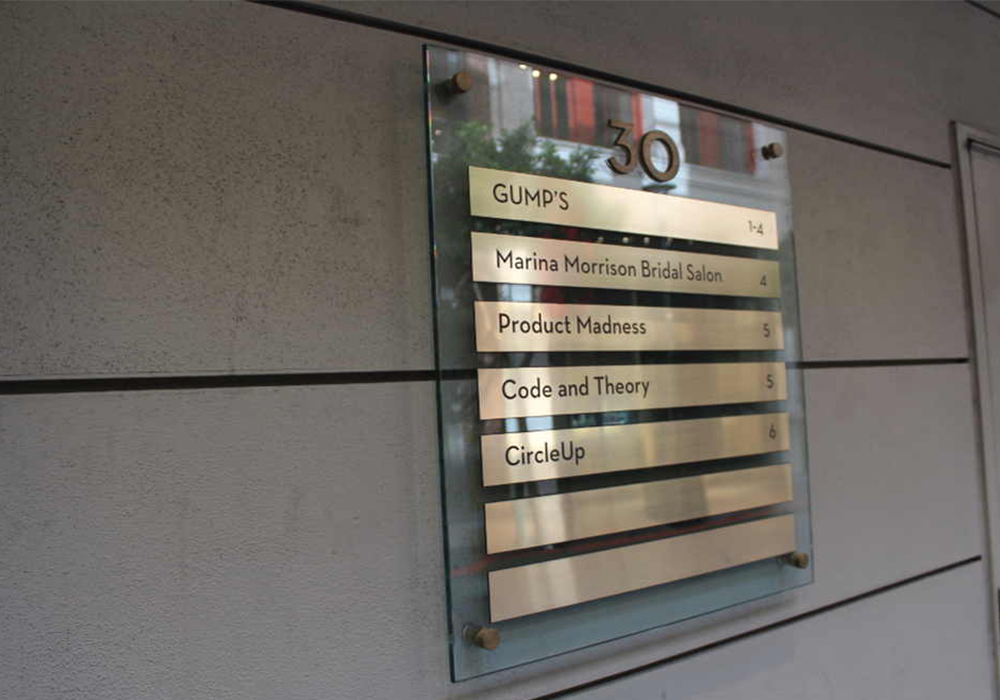 30
GUMP'S 1-4
Marina Morrison Bridal Salon 4
Product Madness 5
Code and Theory 5
CircleUp 6